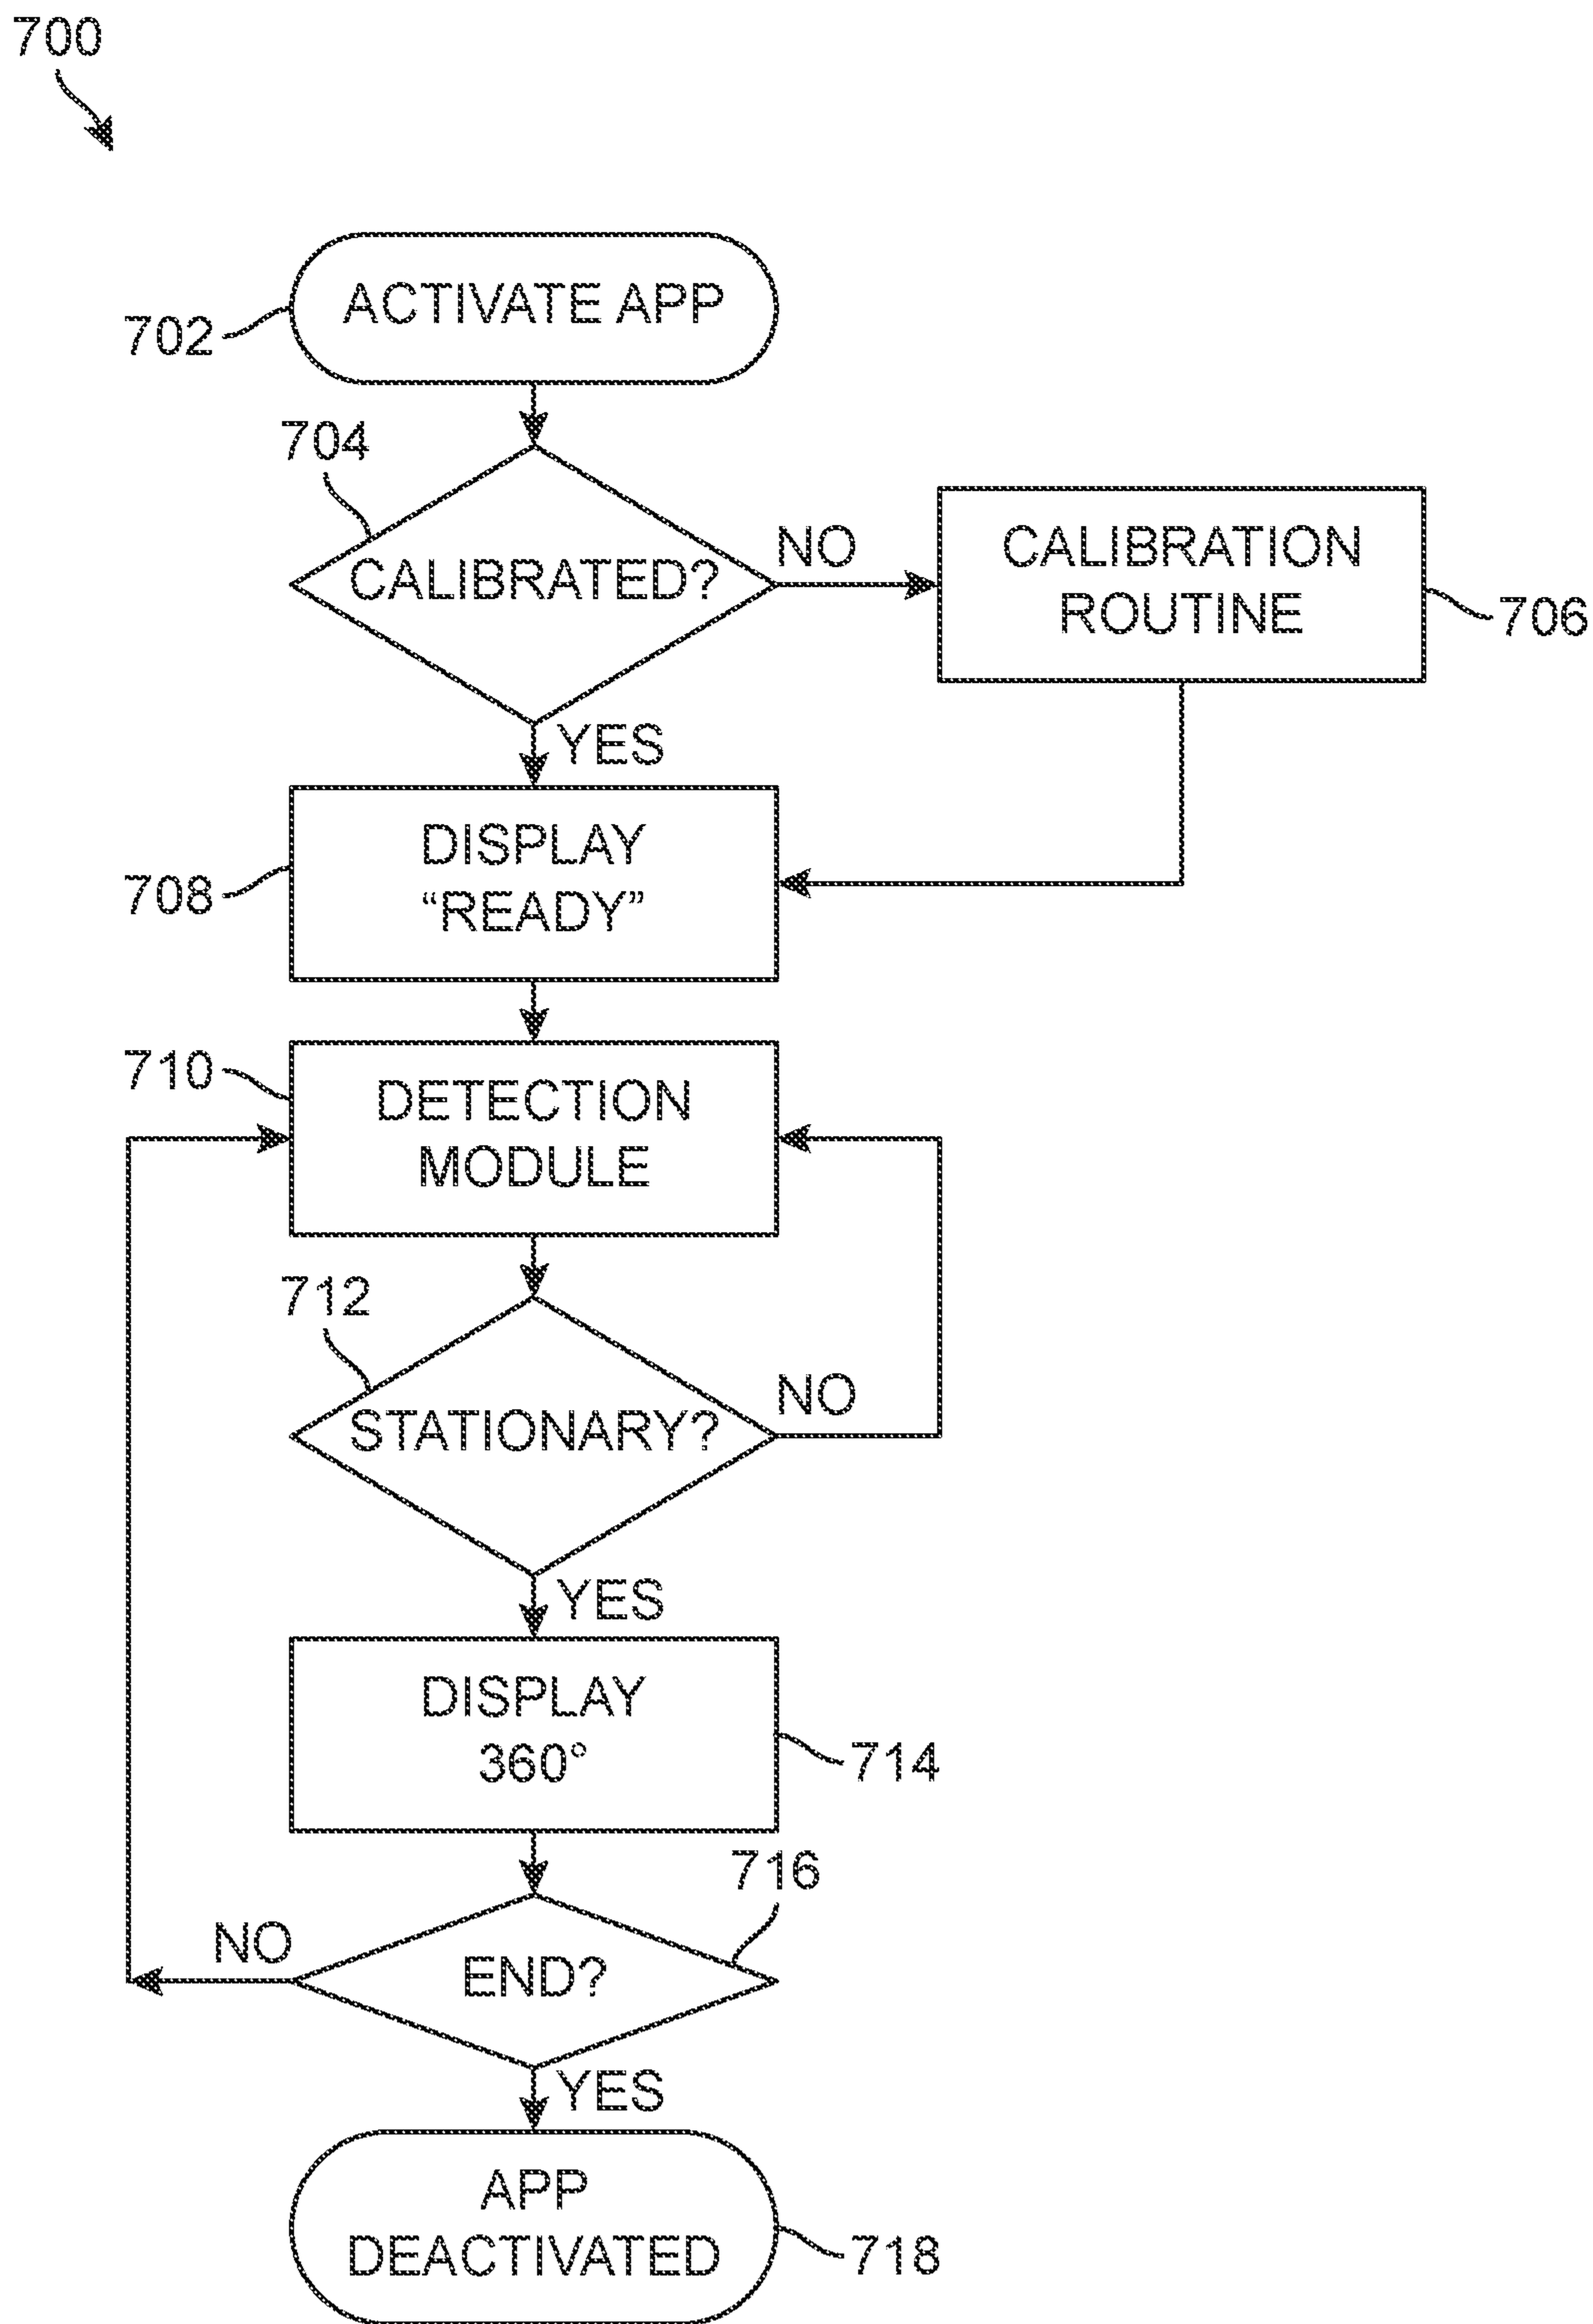 700
ACTIVATE APP
702
704
CALIBRATED?
NO
CALIBRATION
ROUTINE
706
YES
DISPLAY
“READY”
708
710
DETECTION
MODULE
712
STATIONARY?
NO
YES
DISPLAY
360°
714
716
NO
END?
YES
APP
DEACTIVATED
718